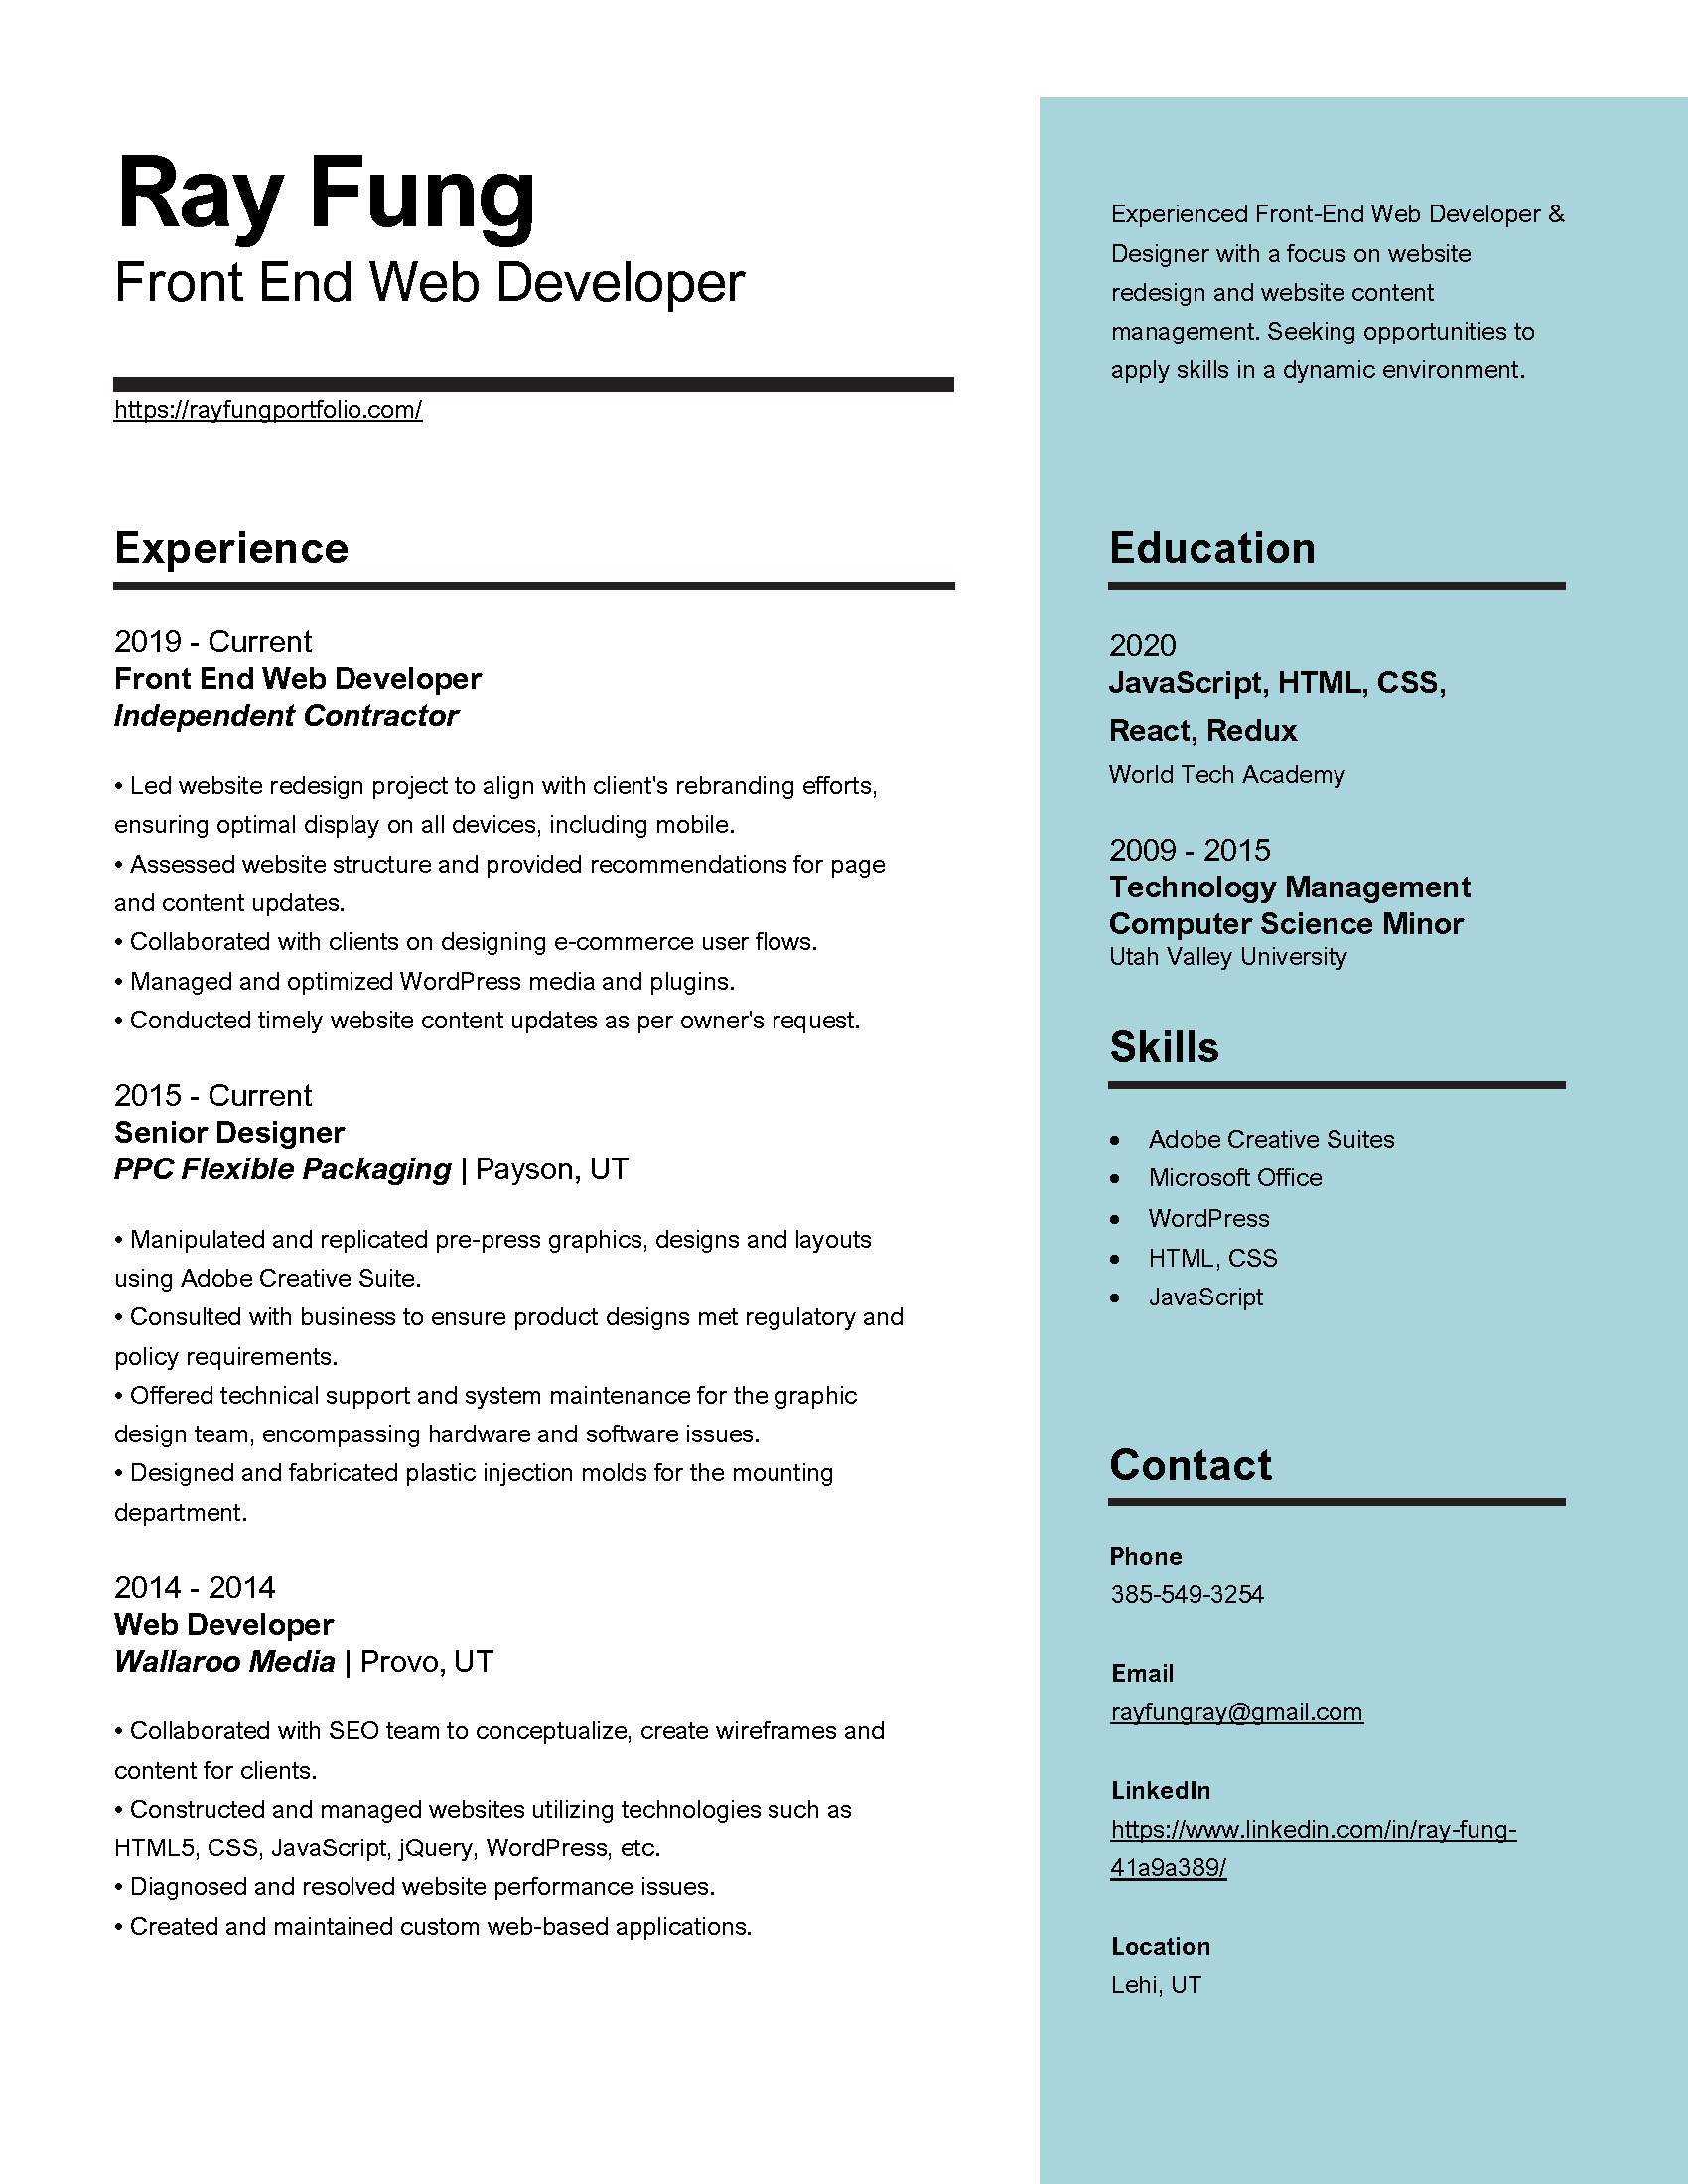 Ray Fung
Front End Web Developer
https://rayfungportfolio.com/
Experience
2019 - Current
Front End Web Developer
Independent Contractor
• Led website redesign project to align with client's rebranding efforts,
ensuring optimal display on all devices, including mobile.
• Assessed website structure and provided recommendations for page
and content updates.
• Collaborated with clients on designing e-commerce user flows.
• Managed and optimized WordPress media and plugins.
• Conducted timely website content updates as per owner's request.
2015 - Current
Senior Designer
PPC Flexible Packaging | Payson, UT
• Manipulated and replicated pre-press graphics, designs and layouts
using Adobe Creative Suite.
• Consulted with business to ensure product designs met regulatory and
policy requirements.
• Offered technical support and system maintenance for the graphic
design team, encompassing hardware and software issues.
• Designed and fabricated plastic injection molds for the mounting
department.
2014 - 2014
Web Developer
Wallaroo Media | Provo, UT
• Collaborated with SEO team to conceptualize, create wireframes and
content for clients.
• Constructed and managed websites utilizing technologies such as
HTML5, CSS, JavaScript, jQuery, WordPress, etc.
• Diagnosed and resolved website performance issues.
• Created and maintained custom web-based applications.
Experienced Front-End Web Developer &
Designer with a focus on website
redesign and website content
management. Seeking opportunities to
apply skills in a dynamic environment.
Education
2020
JavaScript, HTML, CSS,
React, Redux
World Tech Academy
2009 - 2015
Technology Management
Computer Science Minor
Utah Valley University
Skills
• Adobe Creative Suites
• Microsoft Office
• WordPress
• HTML, CSS
• JavaScript
Contact
Phone
385-549-3254
Email
rayfungray@gmail.com
LinkedIn
https://www.linkedin.com/in/ray-fung-
41a9a389/
Location
Lehi, UT